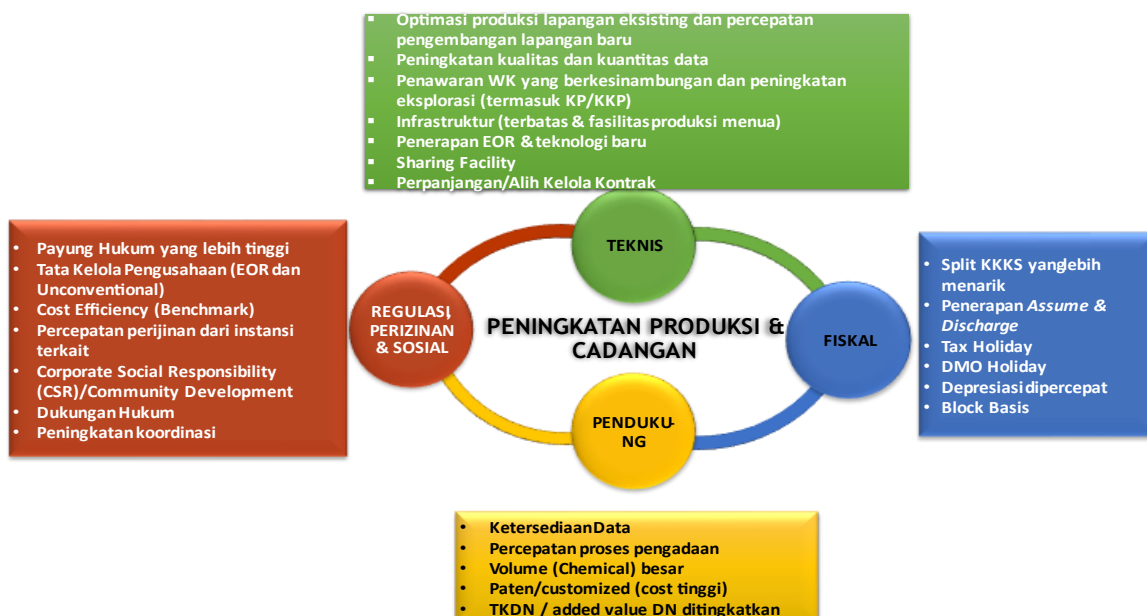 Optimasi produksi lapangan eksisting dan percepatan
pengembangan lapangan baru
Peningkatan kualitas dan kuantitas data
Penawaran WK yang berkesinambungan dan peningkatan
eksplorasi (termasuk KP/KKP)
Infrastruktur (terbatas & fasilitas produksi menua)
Penerapan EOR & teknologi baru
Sharing Facility
Perpanjangan/Alih Kelola Kontrak
TEKNIS
• Payung Hukum yang lebih tinggi
• Tata Kelola Pengusahaan (EOR dan
Unconventional)
• Cost Efficiency (Benchmark)
• Percepatan perijinan dari instansi
terkait
• Corporate Social Responsibility
(CSR)/Community Development
• Dukungan Hukum
• Peningkatan koordinasi
REGULASI,
PERIZINAN
& SOSIAL
PENINGKATAN PRODUKSI &
CADANGAN
FISKAL
• Split KKKS yang lebih
menarik
• Penerapan Assume &
Discharge
• Tax Holiday
• DMO Holiday
• Depresiasi dipercepat
• Block Basis
PENDUKU-
NG
• Ketersediaan Data
• Percepatan proses pengadaan
• Volume (Chemical) besar
• Paten/customized (cost tinggi)
• TKDN / added value DN ditingkatkan